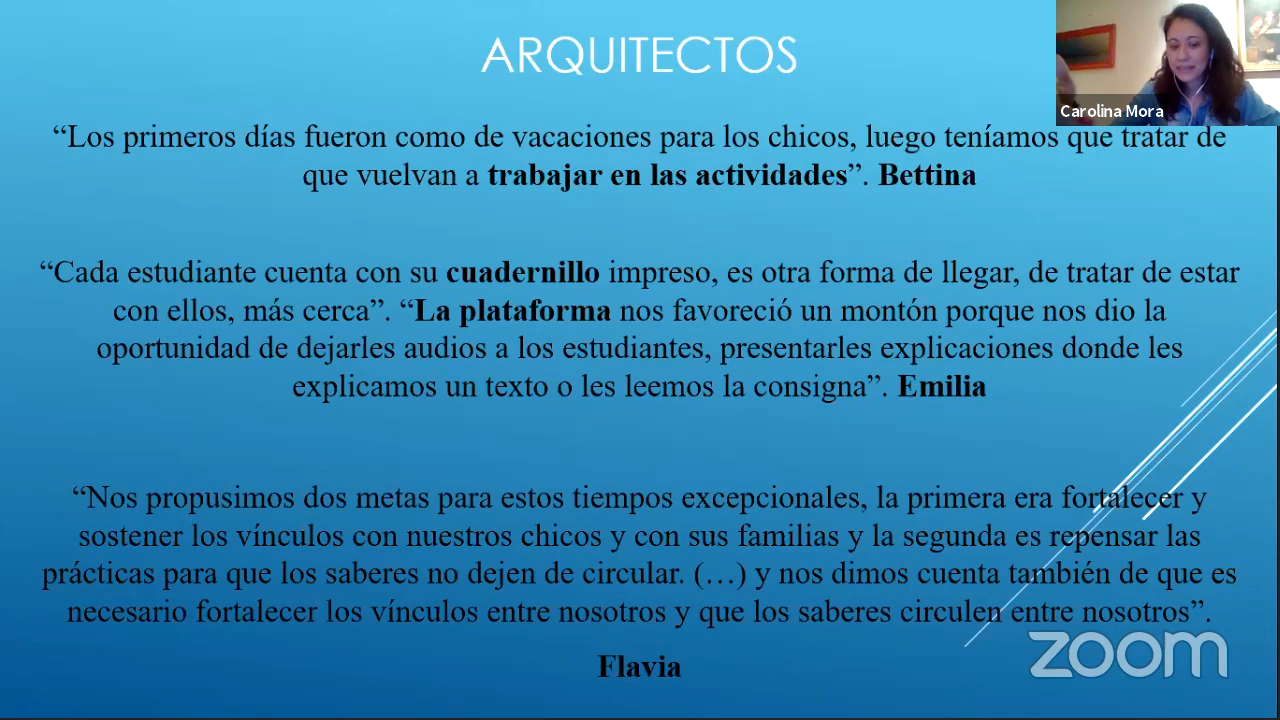 ARQUITECTOS
Carolina Mora
“Los primeros días fueron como de vacaciones para los chicos, luego teníamos que tratar de
que vuelvan a trabajar en las actividades”. Bettina
“Cada estudiante cuenta con su cuadernillo impreso, es otra forma de llegar, de tratar de estar
con ellos, más cerca”. “La plataforma nos favoreció un montón porque nos dio la
oportunidad de dejarles audios a los estudiantes, presentarles explicaciones donde les
explicamos un texto o les leemos la consigna”. Emilia
“Nos propusimos dos metas para estos tiempos excepcionales, la primera era fortalecer y
sostener los vínculos con nuestros chicos y con sus familias y la segunda es repensar las
prácticas para que los saberes no dejen de circular. (…) y nos dimos cuenta también de que es
necesario fortalecer los vínculos entre nosotros y que los saberes circulen entre nosotros”.
Flavia
zoom